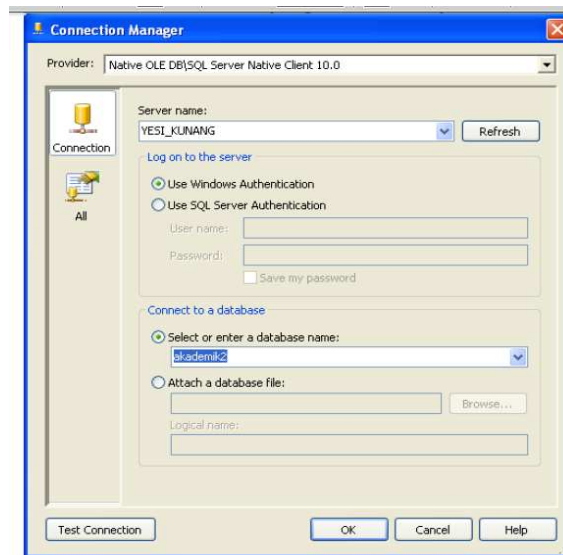 Connection Manager
Provider: Native OLE DB\SQL Server Native Client 10.0
Connection
All
Server name:
YESI_KUNANG
Refresh
Log on to the server
Use Windows Authentication
Use SQL Server Authentication
User name:
Password:
Save my password
Connect to a database
Select or enter a database name:
akademik2
Attach a database file:
Browse...
Logical name:
Test Connection
OK
Cancel
Help